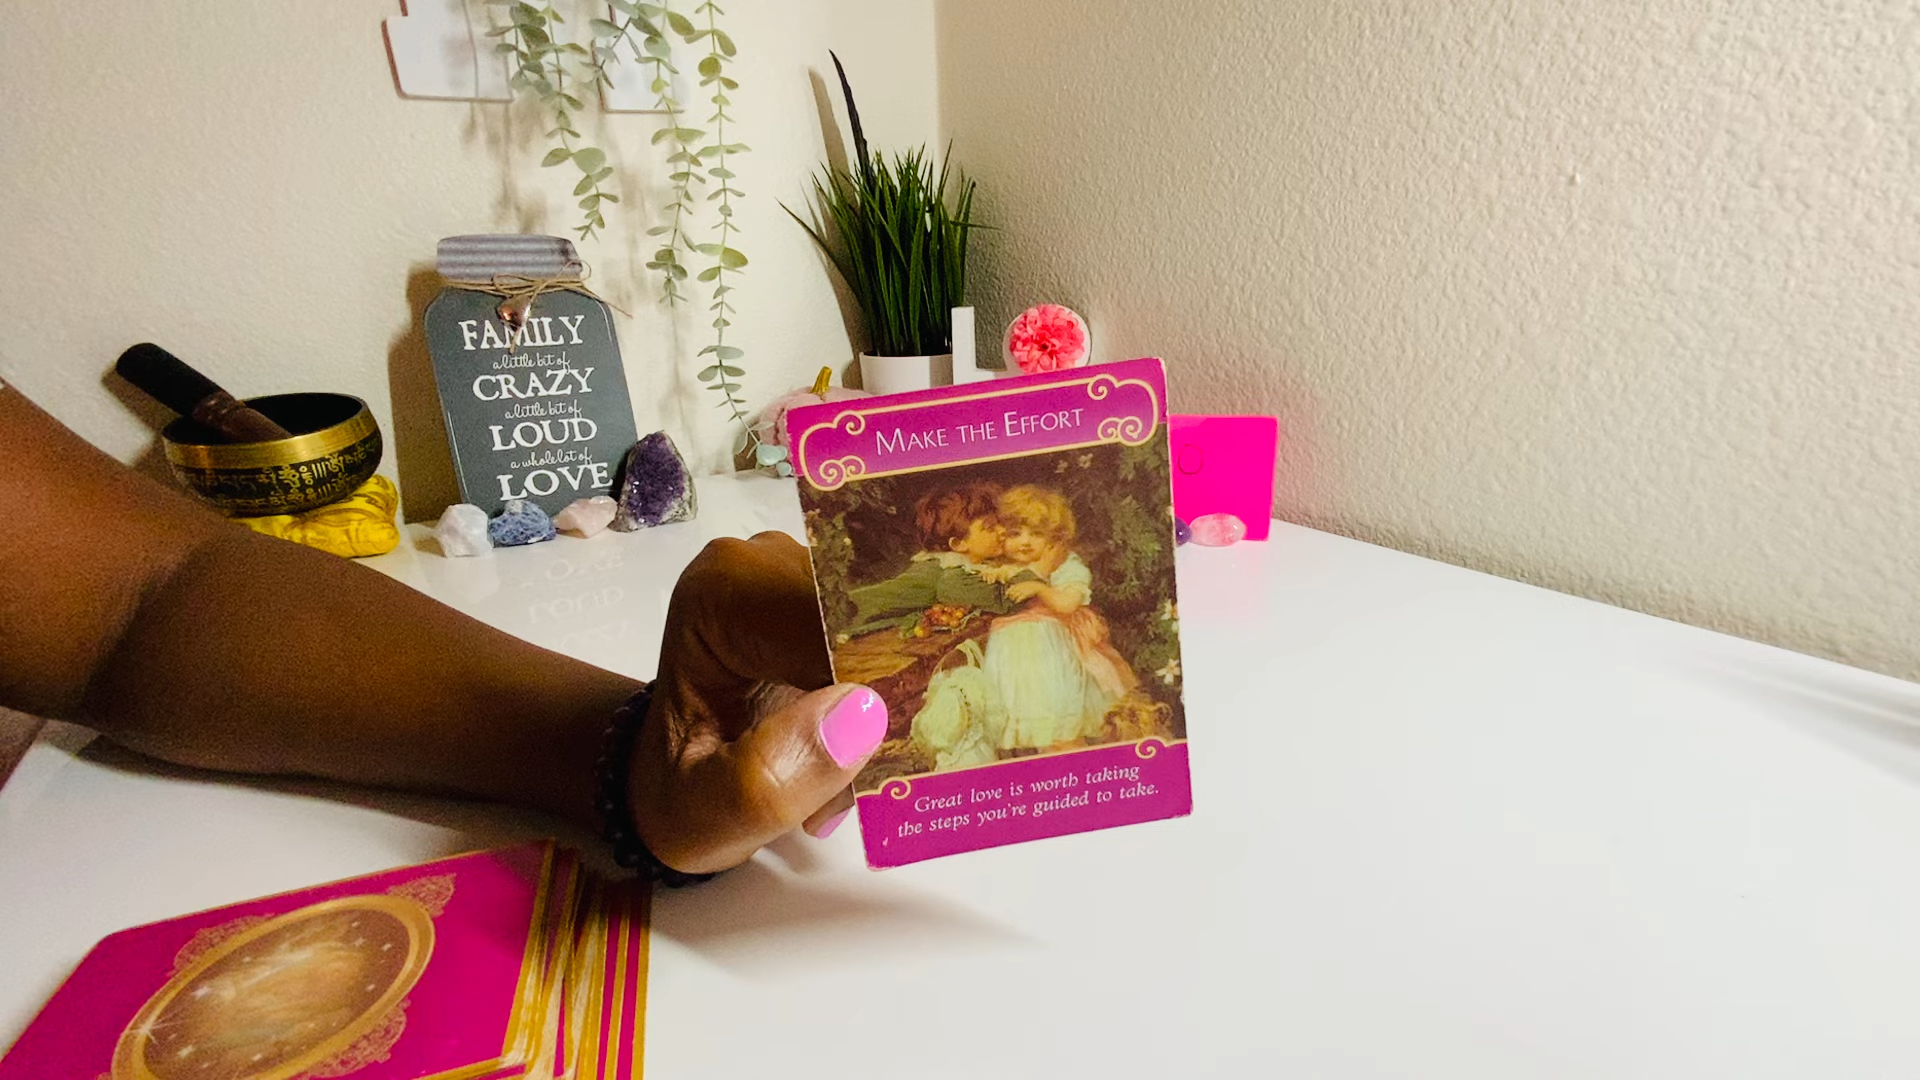 FAMILY
a little bit of
CRAZY
a little bit of
LOUD
a whole lot of
LOVE
MAKE THE EFFORT
Great love is worth taking
the steps you're guided to take.